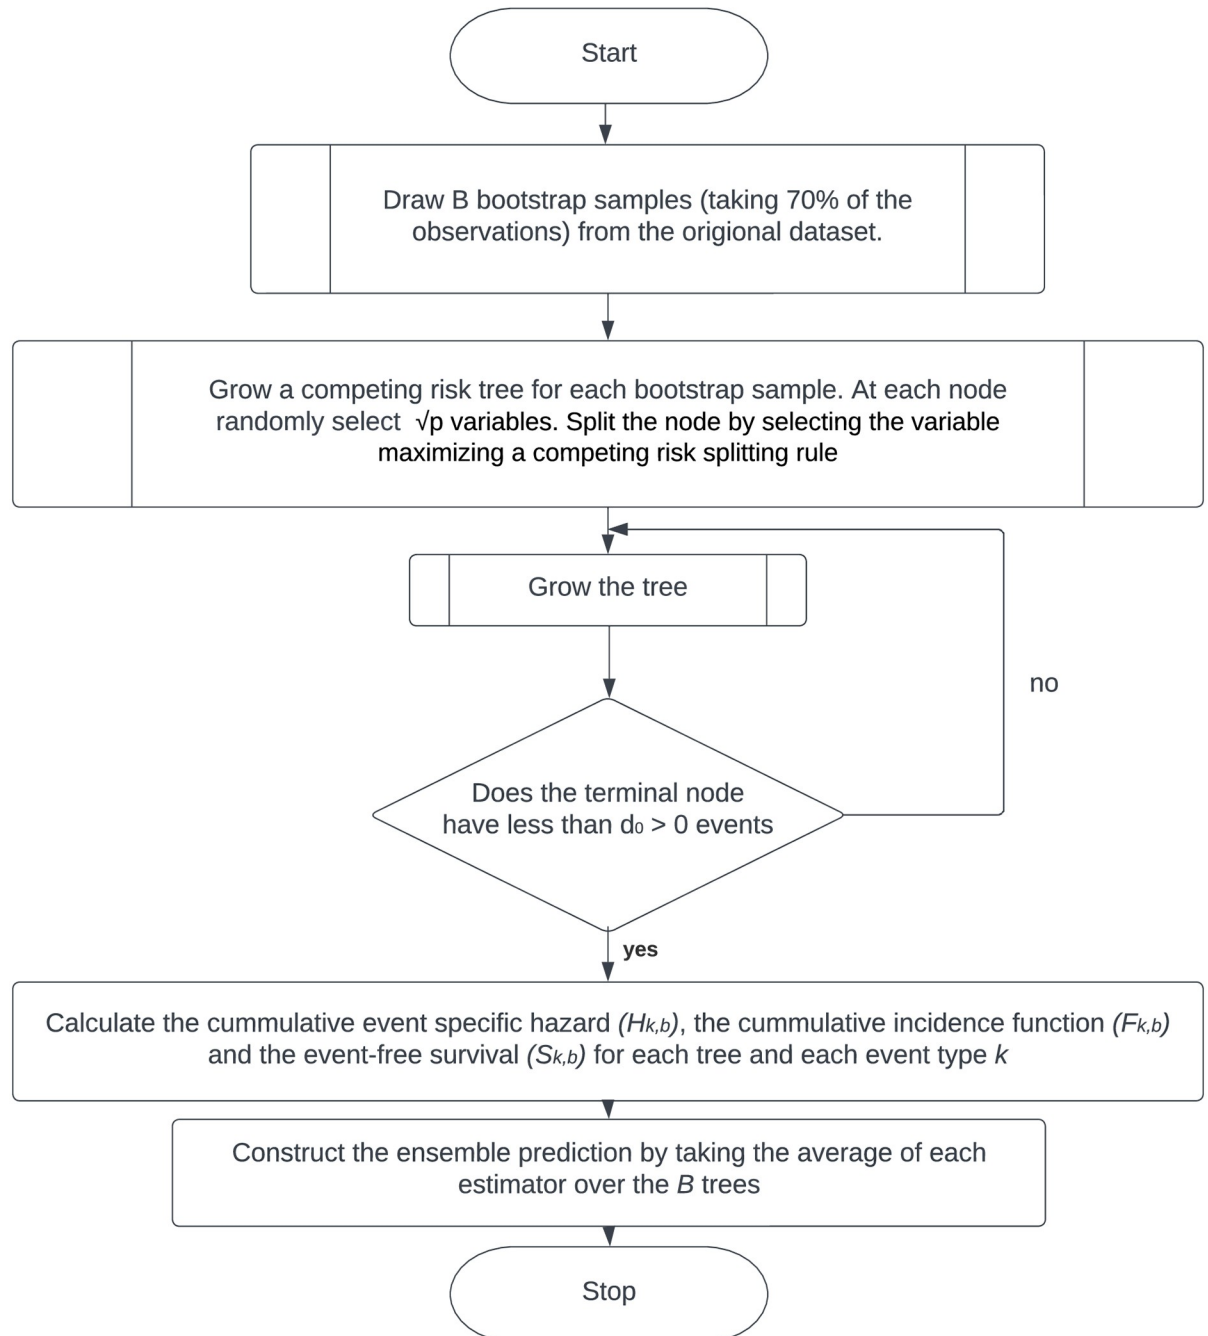 Start
Draw B bootstrap samples (taking 70% of the
observations) from the origional dataset.
Grow a competing risk tree for each bootstrap sample. At each node
randomly select √p variables. Split the node by selecting the variable
maximizing a competing risk splitting rule
Grow the tree
no
Does the terminal node
have less than d₀ > 0 events
yes
Calculate the cummulative event specific hazard (Hk,b), the cummulative incidence function (Fk,b)
and the event-free survival (Sk,b) for each tree and each event type k
Construct the ensemble prediction by taking the average of each
estimator over the B trees
Stop